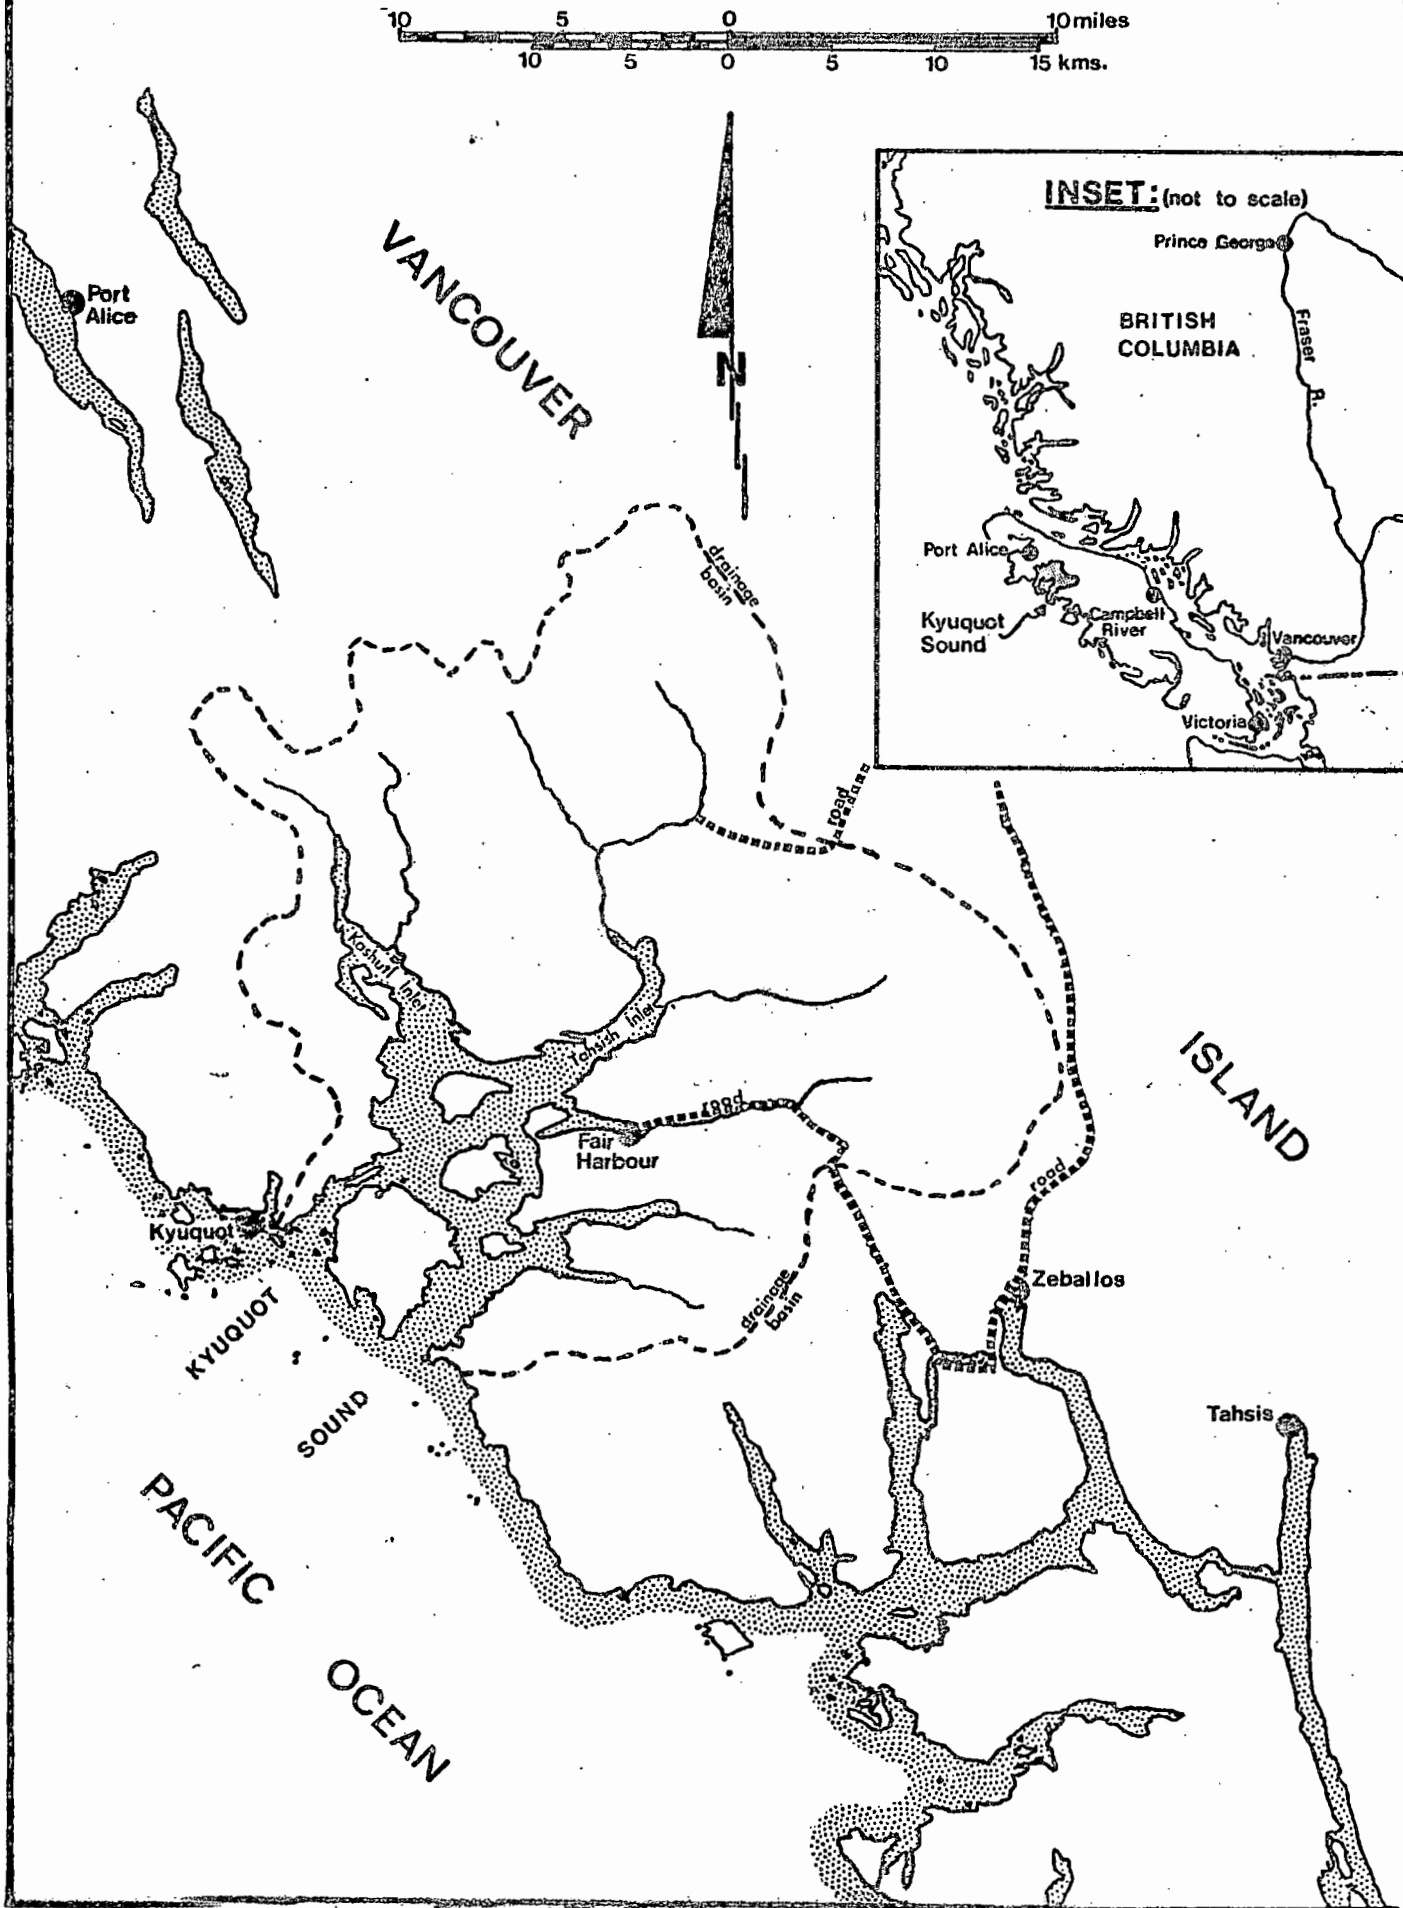 10 5 0 10 miles
10 5 0 5 10 15 kms.
INSET: (not to scale)
Prince George
BRITISH
COLUMBIA
Fraser R.
Port Alice
Kyuquot
Sound
Campbell
River
Vancouver
Victoria
Port
Alice
VANCOUVER
N
drainage
basin
road
Kashutl Inlet
Tahsish Inlet
road
Fair
Harbour
ISLAND
road
Kyuquot
Zeballos
drainage
basin
KYUQUOT
SOUND
Tahsis
PACIFIC
OCEAN